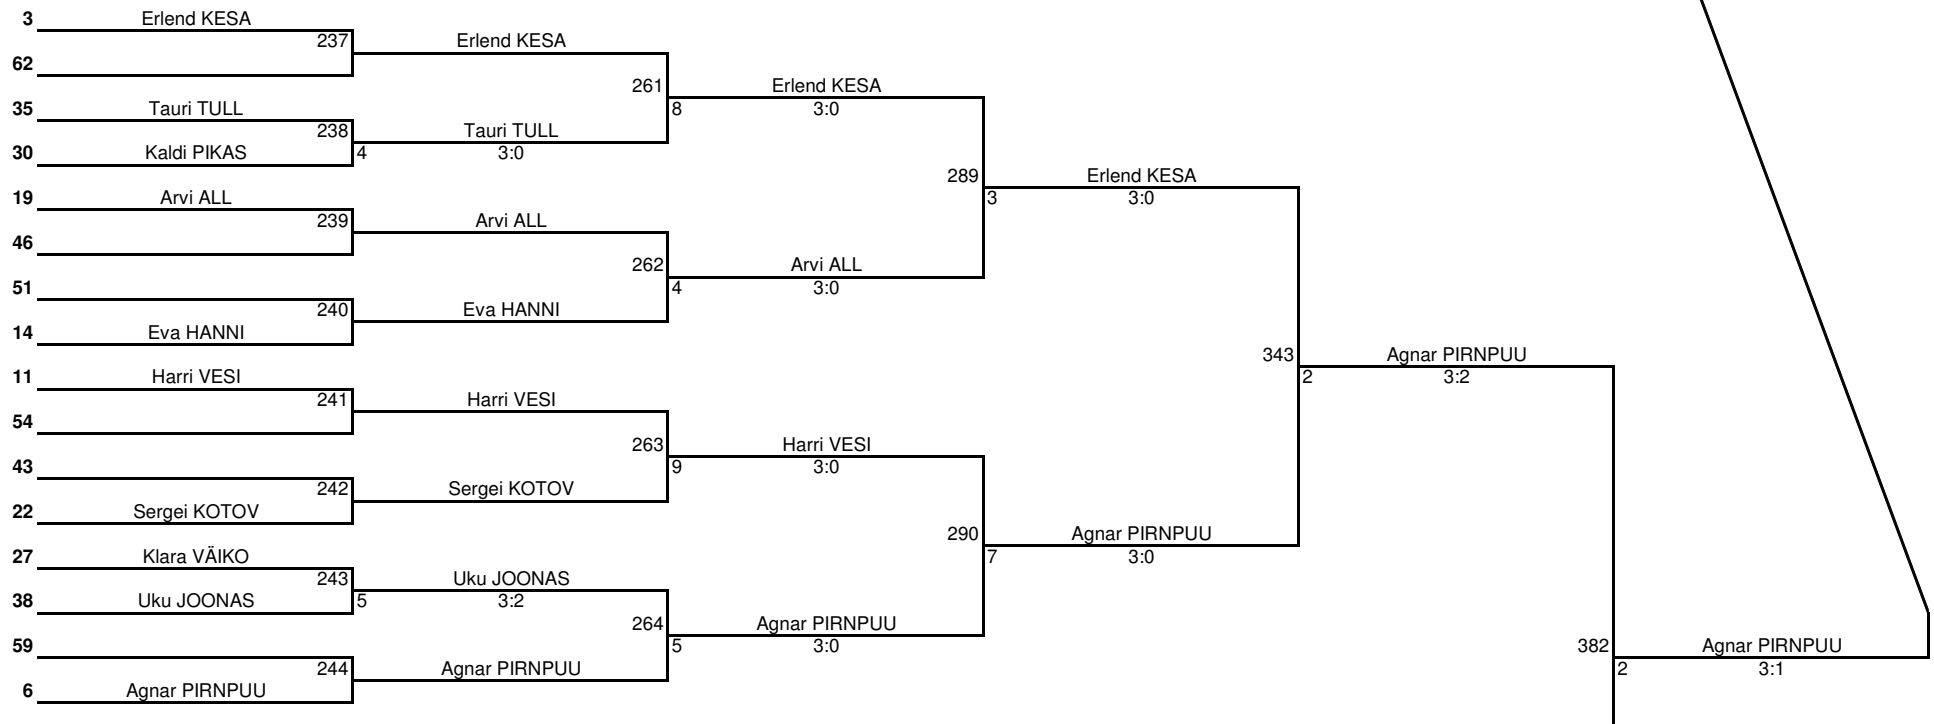 3 Erlend KESA
237 Erlend KESA
62
261 Erlend KESA
35 Tauri TULL
8 3:0
238 Tauri TULL
30 Kaldi PIKAS
4 3:0
289 Erlend KESA
19 Arvi ALL
3 3:0
239 Arvi ALL
46
262 Arvi ALL
51
4 3:0
240 Eva HANNI
14 Eva HANNI
343 Agnar PIRNPUU
11 Harri VESI
2 3:2
241 Harri VESI
54
263 Harri VESI
43
9 3:0
242 Sergei KOTOV
22 Sergei KOTOV
290 Agnar PIRNPUU
27 Klara VÄIKO
7 3:0
243 Uku JOONAS
38 Uku JOONAS
5 3:2
264 Agnar PIRNPUU
59
5 3:0
382 Agnar PIRNPUU
244 Agnar PIRNPUU
2 3:1
6 Agnar PIRNPUU